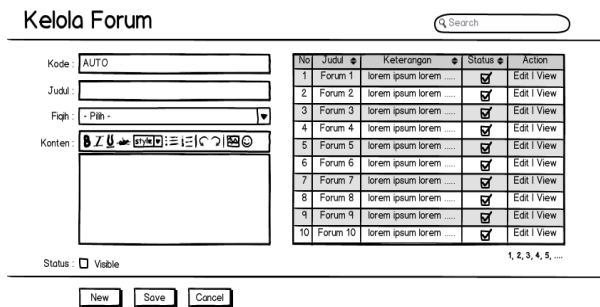 Kelola Forum
Search
Kode : AUTO
Judul :
Fiqih : - Pilih -
Konten : B I U abc style
Status : Visible
New Save Cancel
No Judul Keterangan Status Action
1 Forum 1 lorem ipsum lorem ..... Edit | View
2 Forum 2 lorem ipsum lorem ..... Edit | View
3 Forum 3 lorem ipsum lorem ..... Edit | View
4 Forum 4 lorem ipsum lorem ..... Edit | View
5 Forum 5 lorem ipsum lorem ..... Edit | View
6 Forum 6 lorem ipsum lorem ..... Edit | View
7 Forum 7 lorem ipsum lorem ..... Edit | View
8 Forum 8 lorem ipsum lorem ..... Edit | View
9 Forum 9 lorem ipsum lorem ..... Edit | View
10 Forum 10 lorem ipsum lorem ..... Edit | View
1, 2, 3, 4, 5, ....